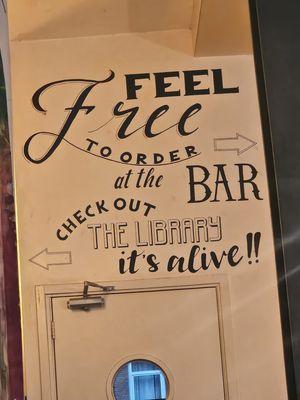 FEEL
Free
TO ORDER
at the
BAR
CHECK OUT
THE LIBRARY
it's alive!!